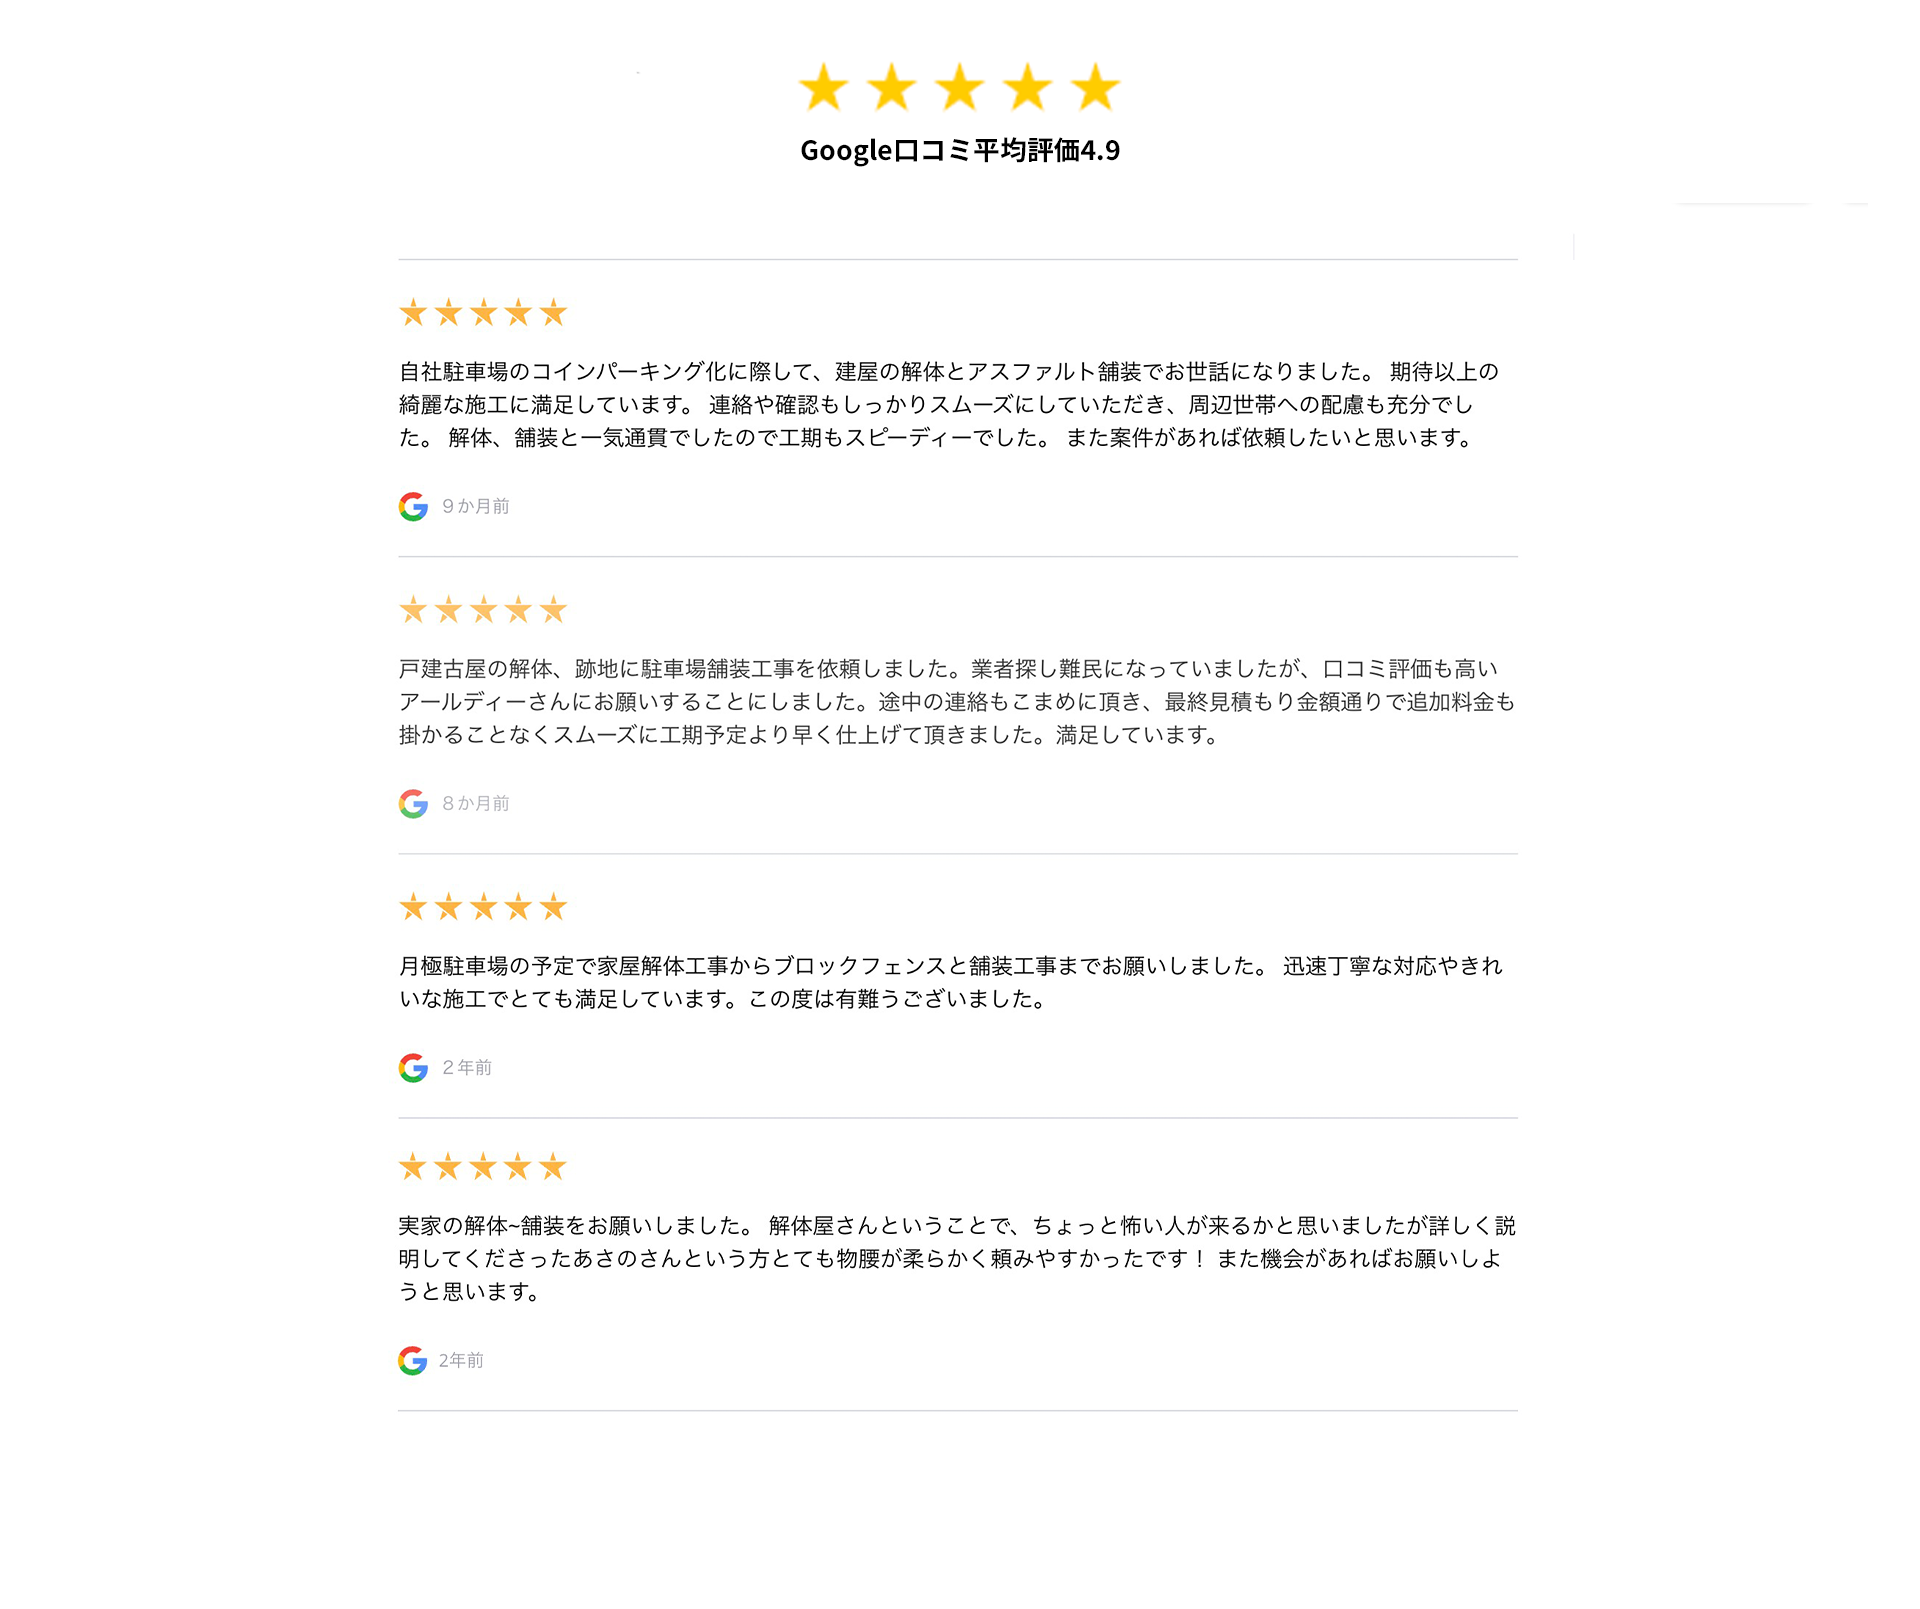 Google口コミ平均評価4.9
自社駐車場のコインパーキング化に際して、建屋の解体とアスファルト舗装でお世話になりました。 期待以上の
綺麗な施工に満足しています。 連絡や確認もしっかりスムーズにしていただき、周辺世帯への配慮も充分でし
た。 解体、舗装と一気通貫でしたので工期もスピーディーでした。 また案件があれば依頼したいと思います。
９か月前
戸建古屋の解体、跡地に駐車場舗装工事を依頼しました。業者探し難民になっていましたが、口コミ評価も高い
アールディーさんにお願いすることにしました。途中の連絡もこまめに頂き、最終見積もり金額通りで追加料金も
掛かることなくスムーズに工期予定より早く仕上げて頂きました。満足しています。
８か月前
月極駐車場の予定で家屋解体工事からブロックフェンスと舗装工事までお願いしました。 迅速丁寧な対応やきれ
いな施工でとても満足しています。この度は有難うございました。
２年前
実家の解体~舗装をお願いしました。 解体屋さんということで、ちょっと怖い人が来るかと思いましたが詳しく説
明してくださったあさのさんという方とても物腰が柔らかく頼みやすかったです！ また機会があればお願いしよ
うと思います。
2年前